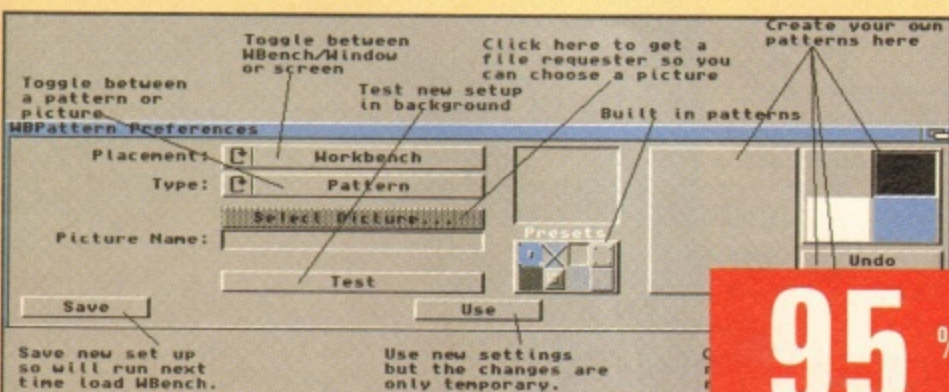 Create your own
patterns here
Toggle between
WBench/Window
or screen
Click here to get a
file requester so you
can choose a picture
Toggle between
a pattern or
picture
Test new setup
in background
Built in patterns
WBPattern Preferences
Placement:
Workbench
Type:
Pattern
Select Picture...
Picture Name:
Presets
Test
Undo
Save
Use
95%
Save new set up
so will run next
time load WBench.
Use new settings
but the changes are
only temporary.